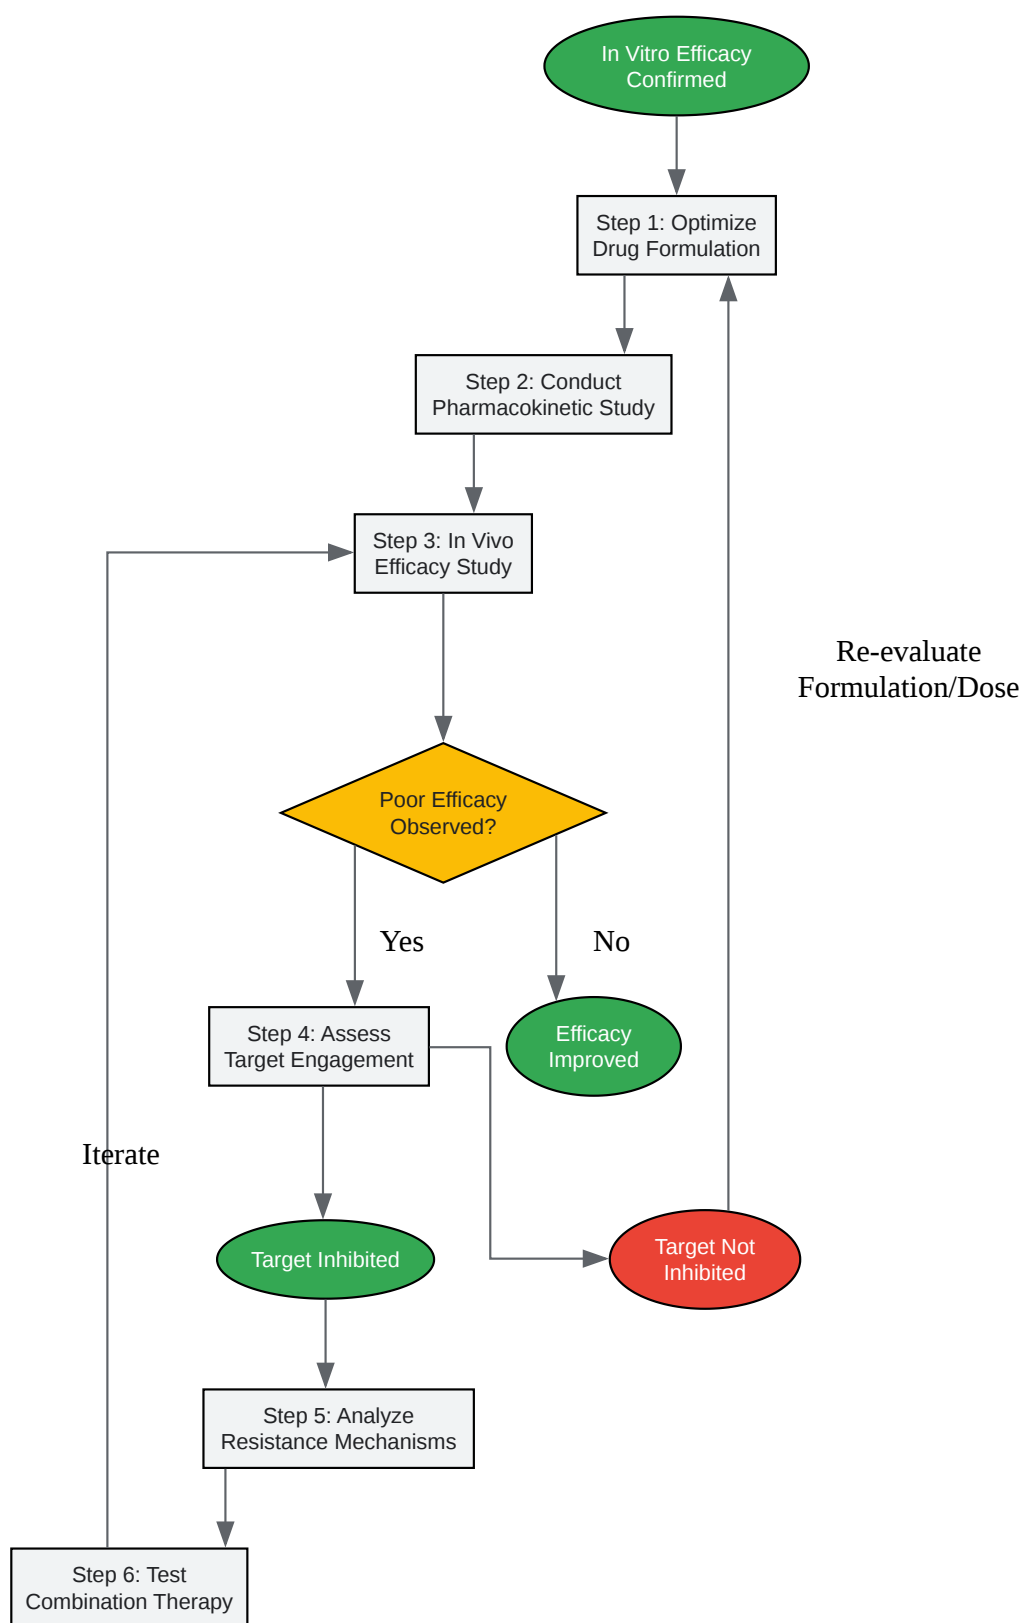 In Vitro Efficacy
Confirmed
Step 1: Optimize
Drug Formulation
Step 2: Conduct
Pharmacokinetic Study
Step 3: In Vivo
Efficacy Study
Re-evaluate
Formulation/Dose
Poor Efficacy
Observed?
Yes
No
Step 4: Assess
Target Engagement
Efficacy
Improved
Iterate
Target Inhibited
Target Not
Inhibited
Step 5: Analyze
Resistance Mechanisms
Step 6: Test
Combination Therapy